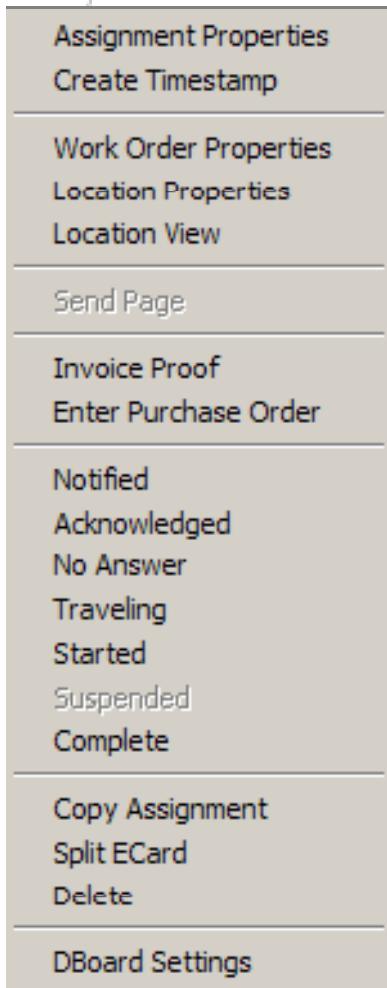 Assignment Properties
Create Timestamp
Work Order Properties
Location Properties
Location View
Send Page
Invoice Proof
Enter Purchase Order
Notified
Acknowledged
No Answer
Traveling
Started
Suspended
Complete
Copy Assignment
Split ECard
Delete
DBoard Settings